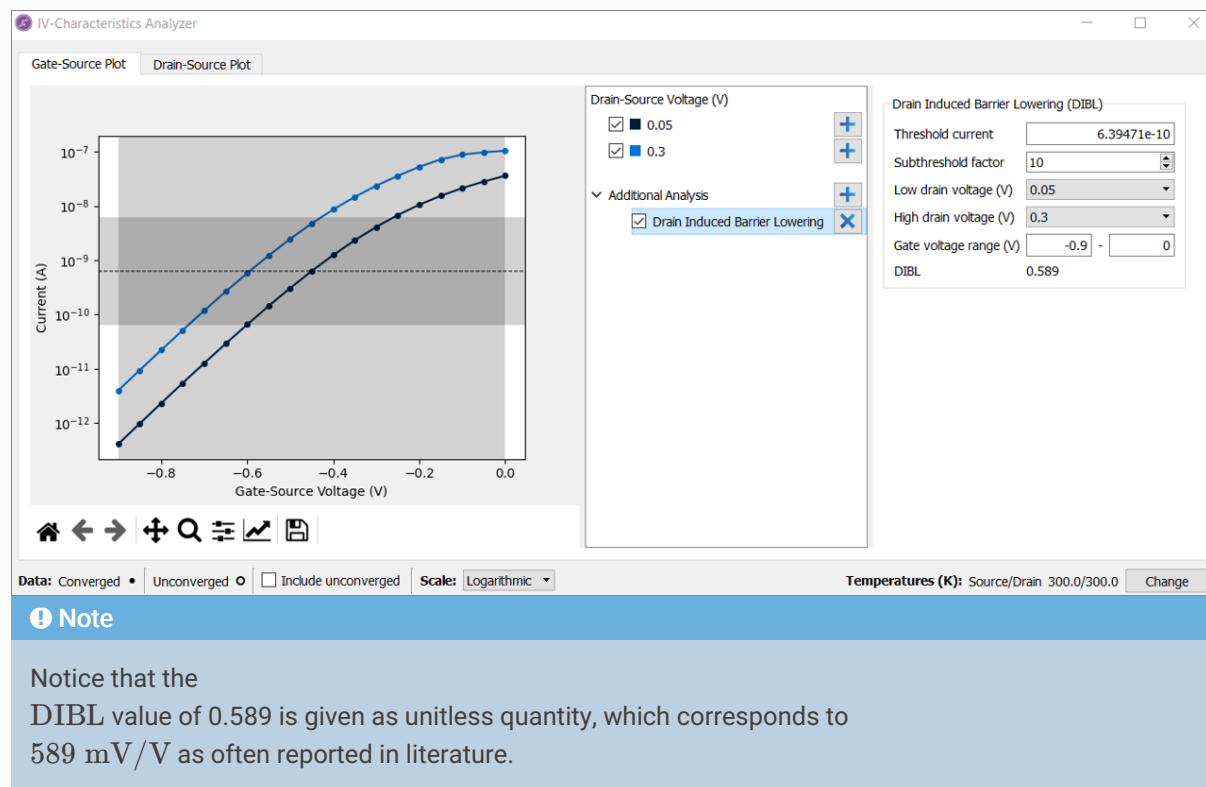 IV-Characteristics Analyzer
Gate-Source Plot Drain-Source Plot
10⁻⁷
10⁻⁸
10⁻⁹
10⁻¹⁰
10⁻¹¹
10⁻¹²
Current (A)
−0.8 −0.6 −0.4 −0.2 0.0
Gate-Source Voltage (V)
Drain-Source Voltage (V)
0.05
0.3
Additional Analysis
Drain Induced Barrier Lowering
Drain Induced Barrier Lowering (DIBL)
Threshold current 6.39471e-10
Subthreshold factor 10
Low drain voltage (V) 0.05
High drain voltage (V) 0.3
Gate voltage range (V) -0.9 - 0
DIBL 0.589
Data: Converged Unconverged Include unconverged Scale: Logarithmic Temperatures (K): Source/Drain 300.0/300.0 Change
Note
Notice that the
DIBL value of 0.589 is given as unitless quantity, which corresponds to
589 mV/V as often reported in literature.